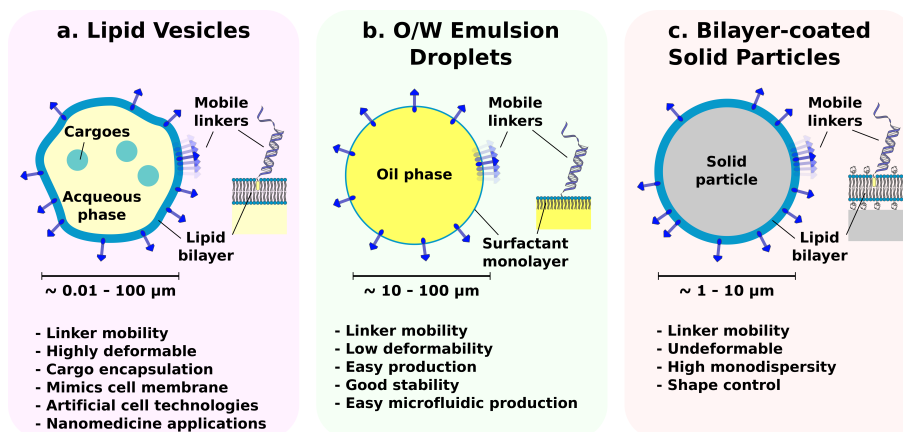 a. Lipid Vesicles
Cargoes
Acqueous
phase
Mobile
linkers
Lipid
bilayer
~ 0.01 - 100 μm
- Linker mobility
- Highly deformable
- Cargo encapsulation
- Mimics cell membrane
- Artificial cell technologies
- Nanomedicine applications
b. O/W Emulsion
Droplets
Mobile
linkers
Oil phase
Surfactant
monolayer
~ 10 - 100 μm
- Linker mobility
- Low deformability
- Easy production
- Good stability
- Easy microfluidic production
c. Bilayer-coated
Solid Particles
Mobile
linkers
Solid
particle
Lipid
bilayer
~ 1 - 10 μm
- Linker mobility
- Undeformable
- High monodispersity
- Shape control